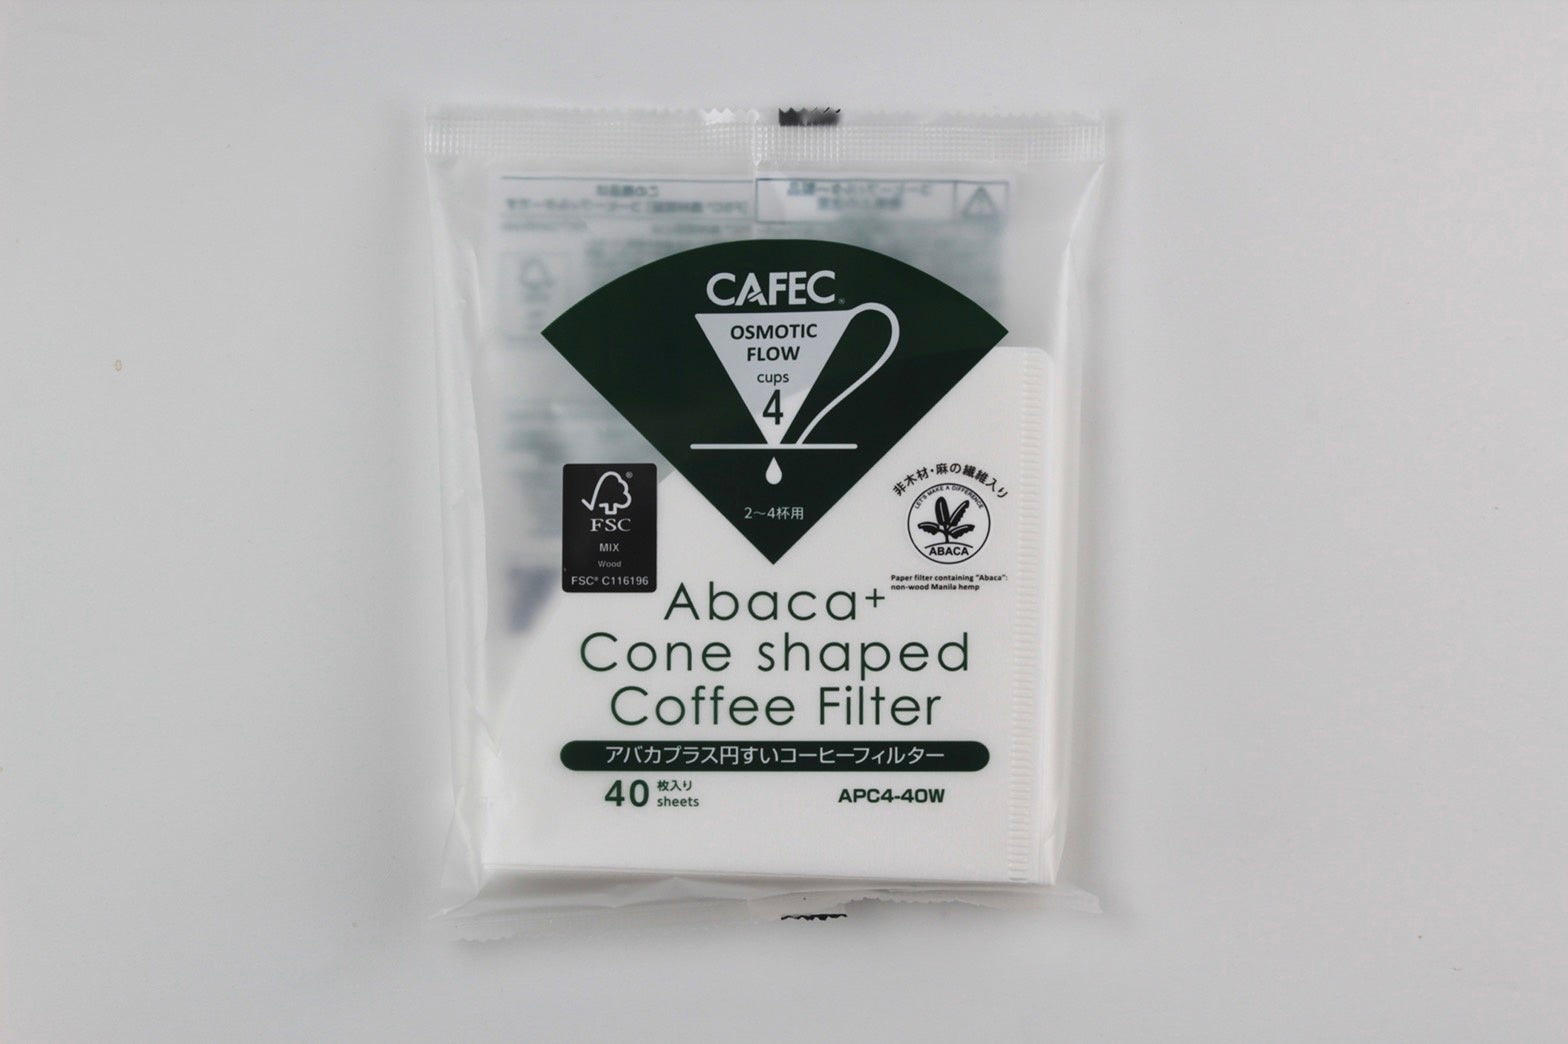 CAFEC®
OSMOTIC
FLOW
cups
4
2～4杯用
FSC®
MIX
Wood
FSC® C116196
非木材・麻の繊維入り
LET'S MAKE A DIFFERENCE
ABACA
Paper filter containing "Abaca":
non-wood Manila hemp
Abaca+
Cone shaped
Coffee Filter
アバカプラス円すいコーヒーフィルター
40 枚入り
sheets
APC4-40W